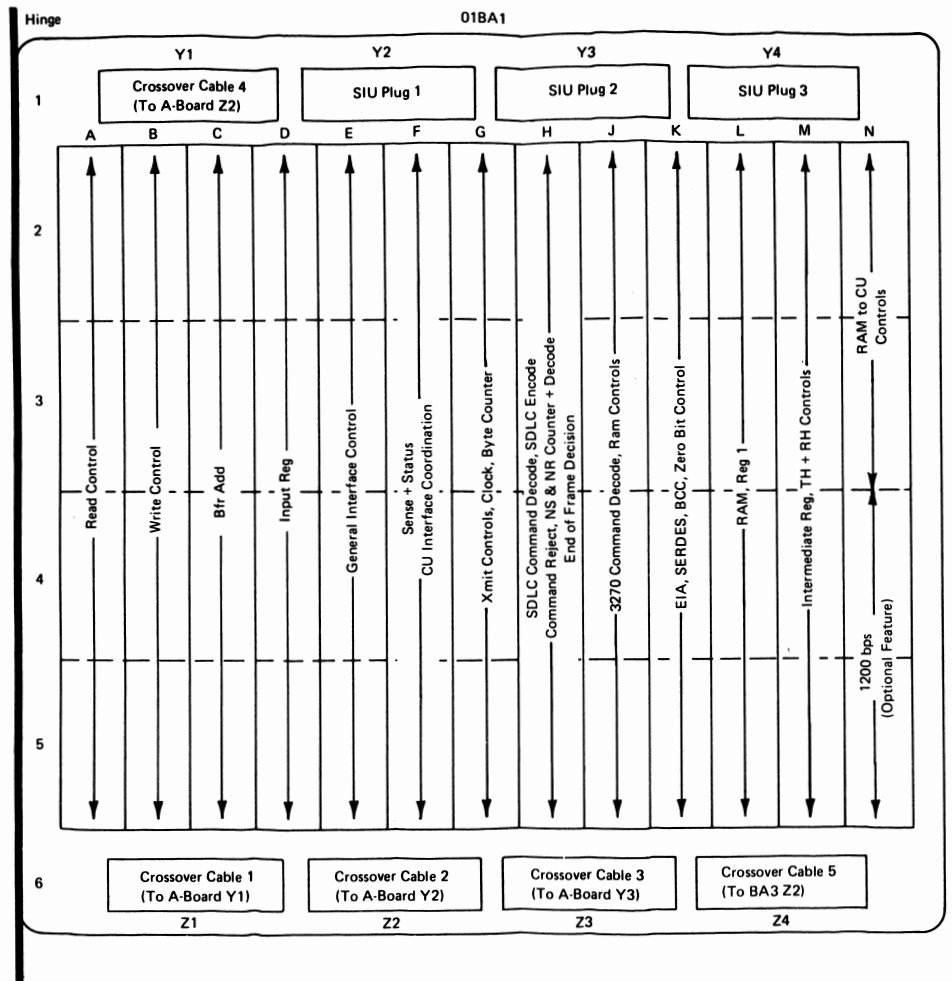 Hinge
01BA1
Y1
Y2
Y3
Y4
1
Crossover Cable 4
(To A-Board Z2)
SIU Plug 1
SIU Plug 2
SIU Plug 3
A
B
C
D
E
F
G
H
J
K
L
M
N
2
3
4
5
Read Control
Write Control
Bfr Add
Input Reg
General Interface Control
Sense + Status
CU Interface Coordination
Xmit Controls, Clock, Byte Counter
SDLC Command Decode, SDLC Encode
Command Reject, NS & NR Counter + Decode
End of Frame Decision
3270 Command Decode, Ram Controls
EIA, SERDES, BCC, Zero Bit Control
RAM, Reg 1
Intermediate Reg, TH + RH Controls
RAM to CU
Controls
1200 bps
(Optional Feature)
6
Crossover Cable 1
(To A-Board Y1)
Crossover Cable 2
(To A-Board Y2)
Crossover Cable 3
(To A-Board Y3)
Crossover Cable 5
(To BA3 Z2)
Z1
Z2
Z3
Z4